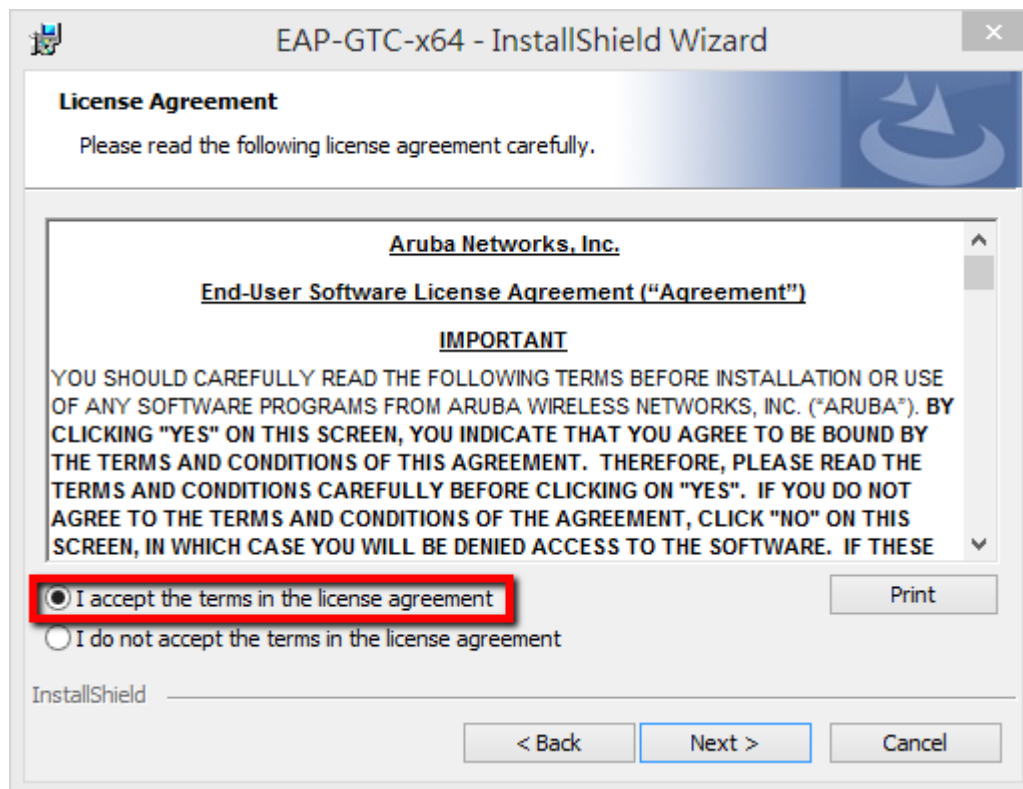 EAP-GTC-x64 - InstallShield Wizard
License Agreement
Please read the following license agreement carefully.
Aruba Networks, Inc.
End-User Software License Agreement (“Agreement”)
IMPORTANT
YOU SHOULD CAREFULLY READ THE FOLLOWING TERMS BEFORE INSTALLATION OR USE
OF ANY SOFTWARE PROGRAMS FROM ARUBA WIRELESS NETWORKS, INC. (“ARUBA”). BY
CLICKING "YES" ON THIS SCREEN, YOU INDICATE THAT YOU AGREE TO BE BOUND BY
THE TERMS AND CONDITIONS OF THIS AGREEMENT. THEREFORE, PLEASE READ THE
TERMS AND CONDITIONS CAREFULLY BEFORE CLICKING ON "YES". IF YOU DO NOT
AGREE TO THE TERMS AND CONDITIONS OF THE AGREEMENT, CLICK "NO" ON THIS
SCREEN, IN WHICH CASE YOU WILL BE DENIED ACCESS TO THE SOFTWARE. IF THESE
I accept the terms in the license agreement
Print
I do not accept the terms in the license agreement
InstallShield
< Back
Next >
Cancel